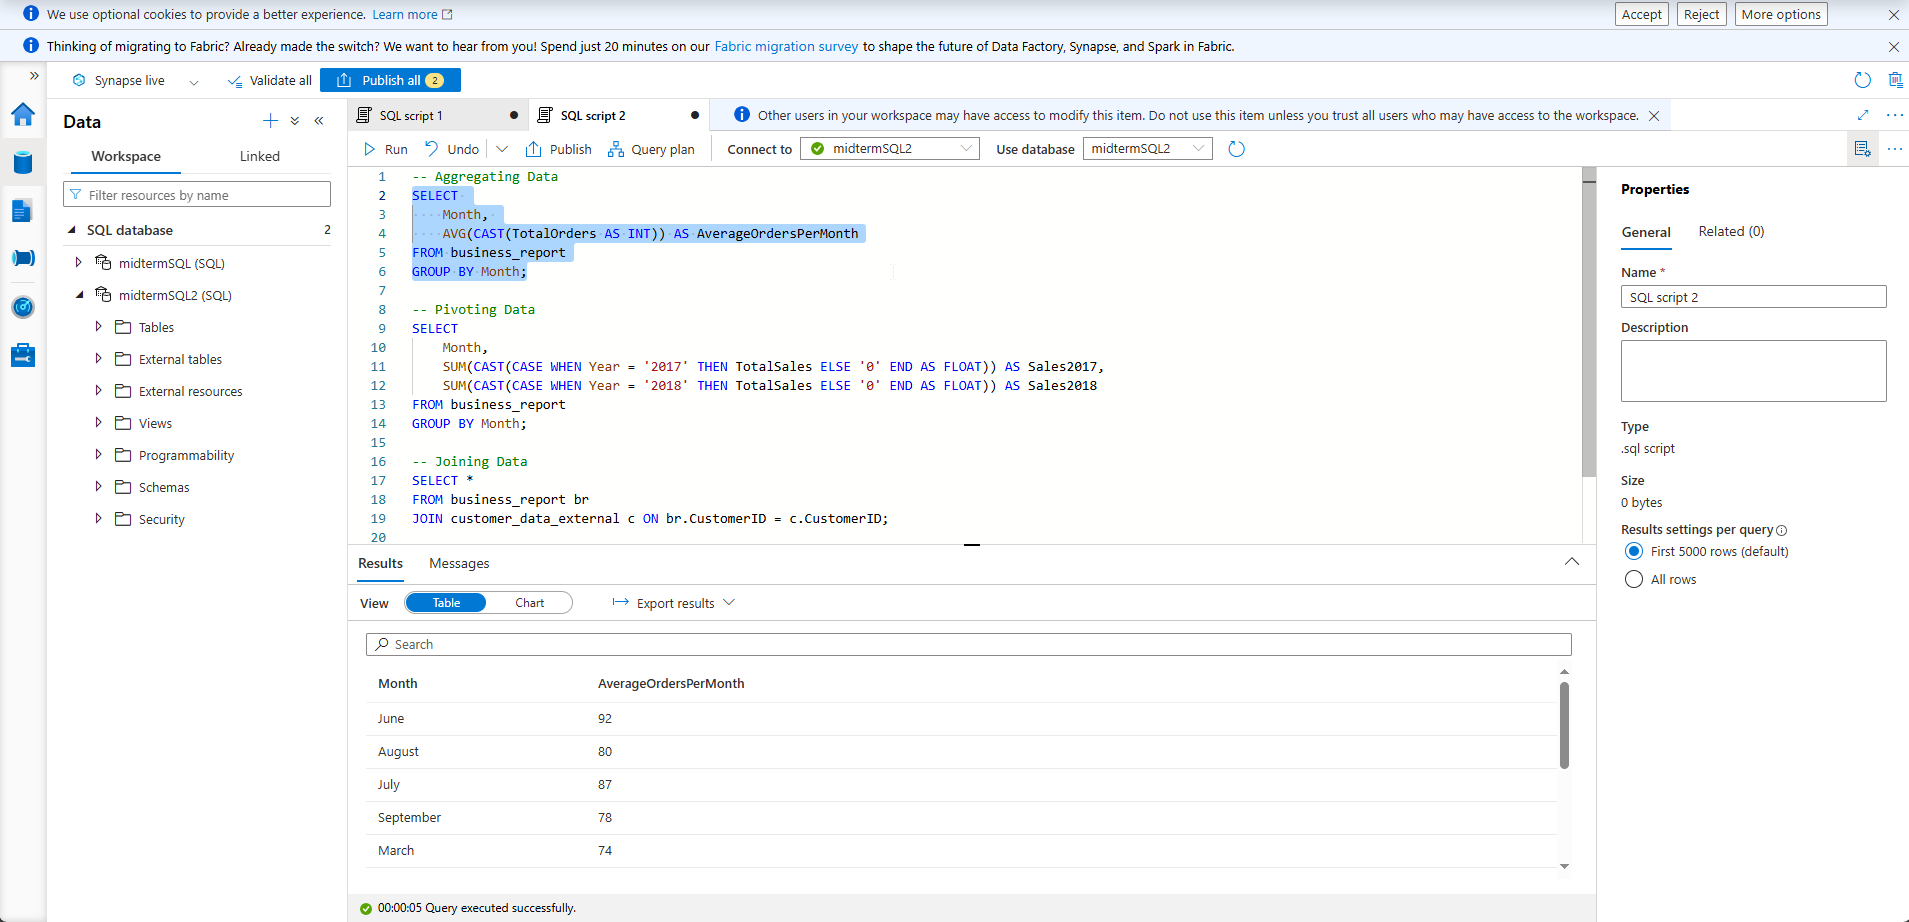 We use optional cookies to provide a better experience. Learn more
Accept
Reject
More options
Thinking of migrating to Fabric? Already made the switch? We want to hear from you! Spend just 20 minutes on our Fabric migration survey to shape the future of Data Factory, Synapse, and Spark in Fabric.
Synapse live
Validate all
Publish all 2
Data
Workspace
Linked
Filter resources by name
SQL database 2
midtermSQL (SQL)
midtermSQL2 (SQL)
Tables
External tables
External resources
Views
Programmability
Schemas
Security
SQL script 1
SQL script 2
Other users in your workspace may have access to modify this item. Do not use this item unless you trust all users who may have access to the workspace.
Run
Undo
Publish
Query plan
Connect to
midtermSQL2
Use database
midtermSQL2
1 -- Aggregating Data
2 SELECT
3 Month,
4 AVG(CAST(TotalOrders AS INT)) AS AverageOrdersPerMonth
5 FROM business_report
6 GROUP BY Month;
7
8 -- Pivoting Data
9 SELECT
10 Month,
11 SUM(CAST(CASE WHEN Year = '2017' THEN TotalSales ELSE '0' END AS FLOAT)) AS Sales2017,
12 SUM(CAST(CASE WHEN Year = '2018' THEN TotalSales ELSE '0' END AS FLOAT)) AS Sales2018
13 FROM business_report
14 GROUP BY Month;
15
16 -- Joining Data
17 SELECT *
18 FROM business_report br
19 JOIN customer_data_external c ON br.CustomerID = c.CustomerID;
20
Results
Messages
View
Table
Chart
Export results
Search
Month AverageOrdersPerMonth
June 92
August 80
July 87
September 78
March 74
00:00:05 Query executed successfully.
Properties
General
Related (0)
Name *
SQL script 2
Description
Type
.sql script
Size
0 bytes
Results settings per query
First 5000 rows (default)
All rows